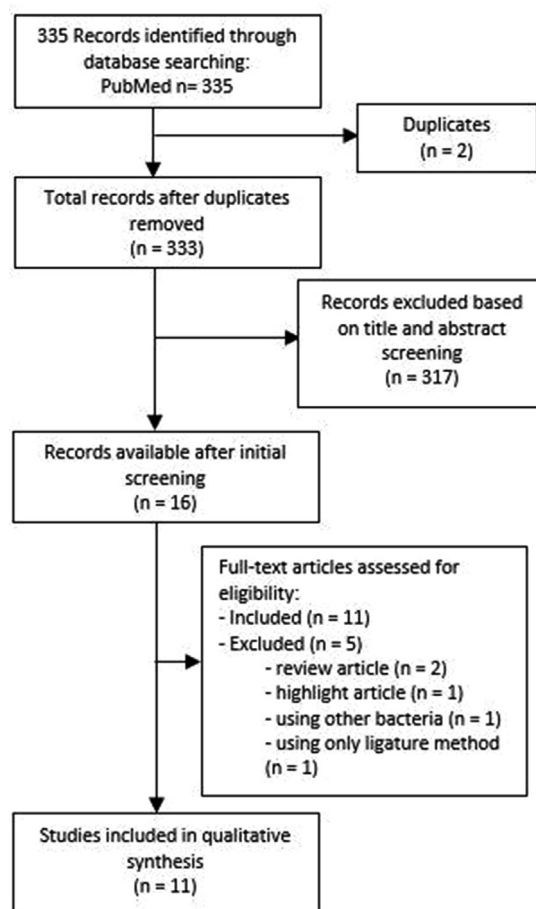 335 Records identified through
database searching:
PubMed n= 335
Duplicates
(n = 2)
Total records after duplicates
removed
(n = 333)
Records excluded based
on title and abstract
screening
(n = 317)
Records available after initial
screening
(n = 16)
Full-text articles assessed for
eligibility:
- Included (n = 11)
- Excluded (n = 5)
- review article (n = 2)
- highlight article (n = 1)
- using other bacteria (n = 1)
- using only ligature method
(n = 1)
Studies included in qualitative
synthesis
(n = 11)